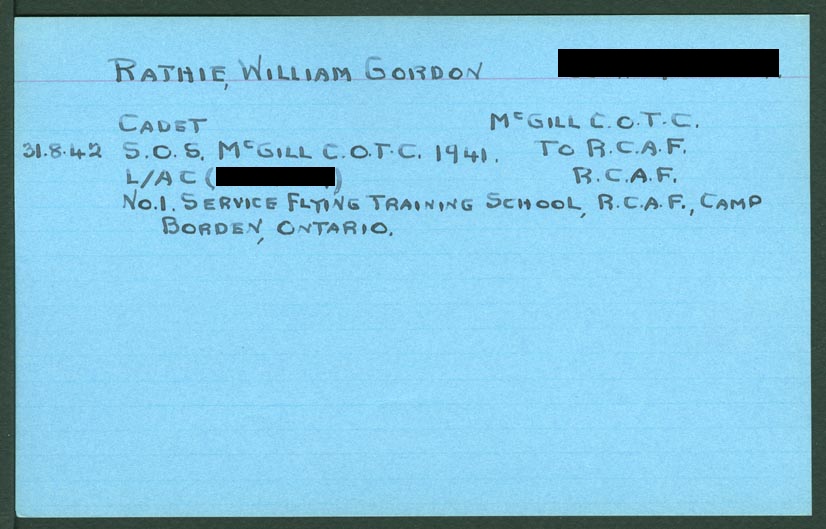 RATHIE, WILLIAM GORDON
CADET McGILL C.O.T.C.
31.8.42 S.O.S. McGILL C.O.T.C. 1941. TO R.C.A.F.
L/AC ( ) R.C.A.F.
No.1. SERVICE FLYING TRAINING SCHOOL, R.C.A.F., CAMP
BORDEN, ONTARIO.